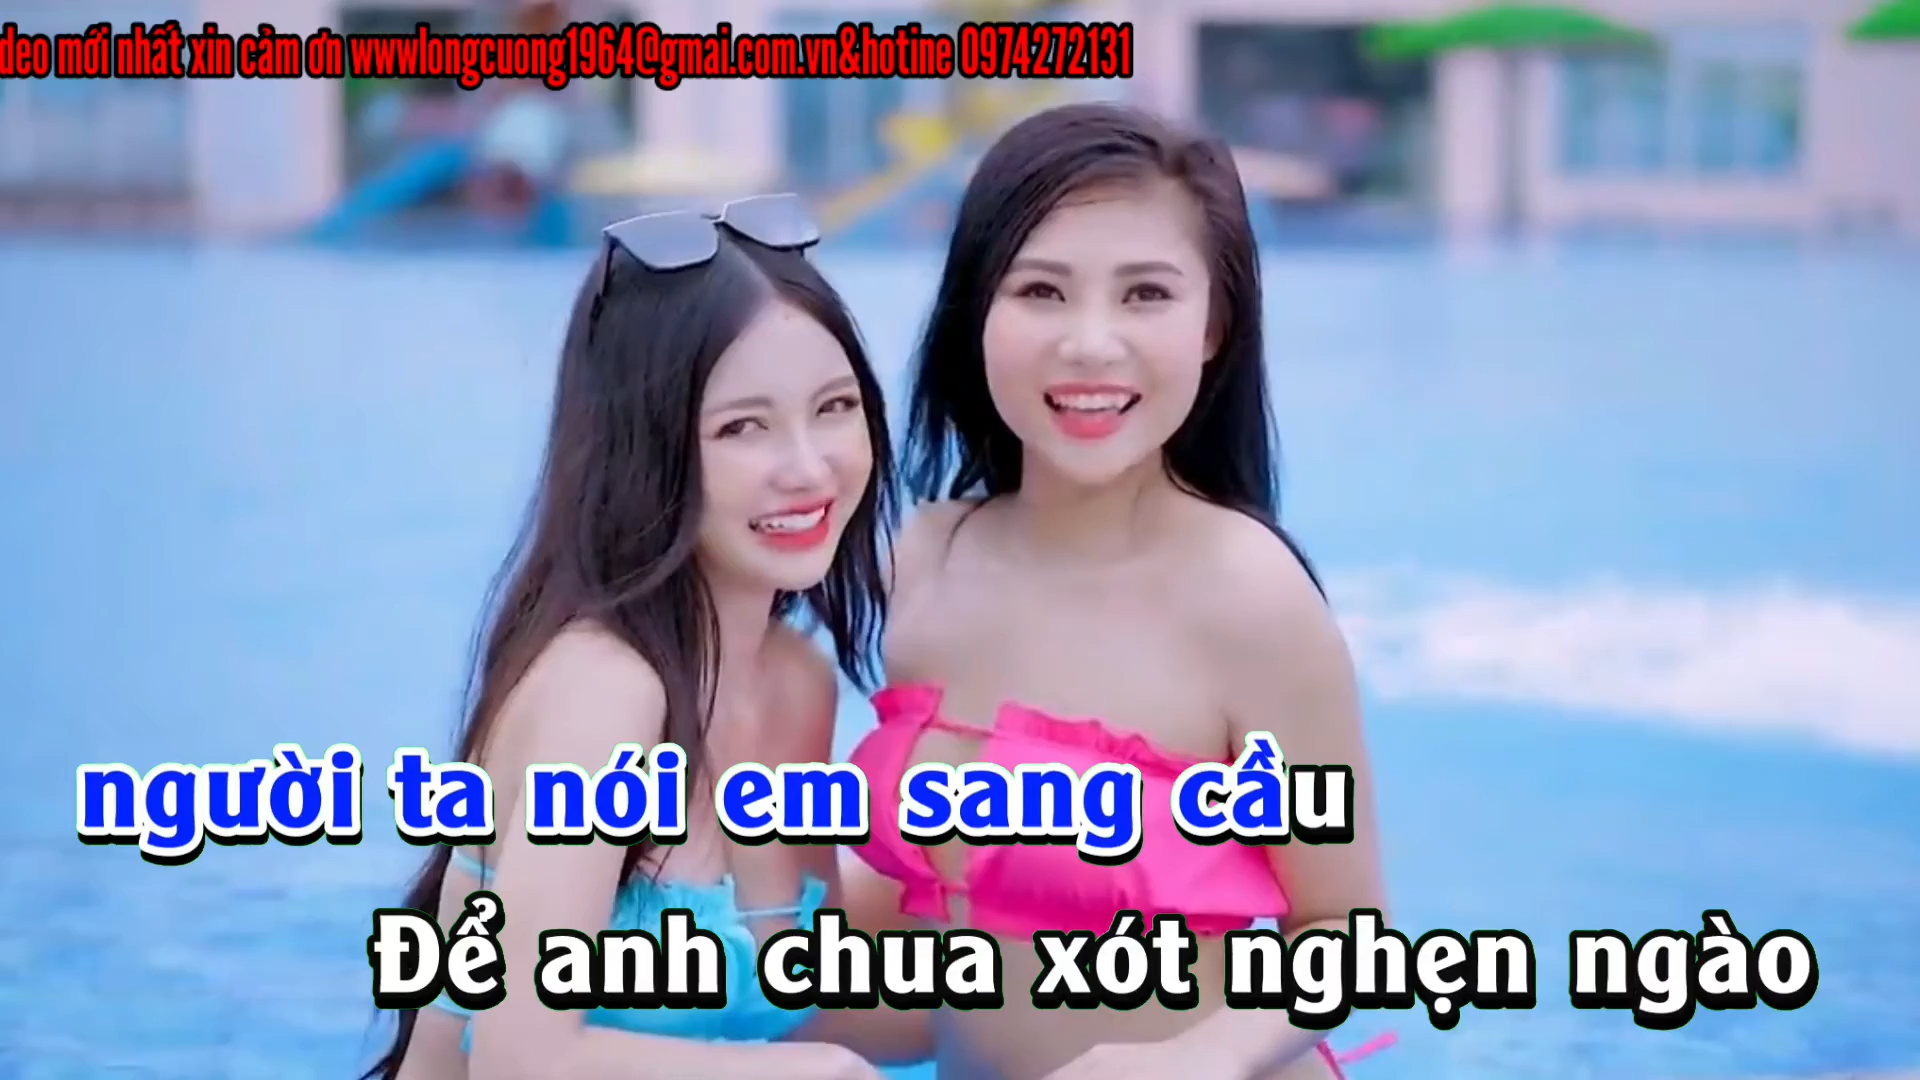 deo mới nhất xin cảm ơn wwwlongcuong1964@gmai.com.vn&hotine 0974272131
người ta nói em sang cầu
Để anh chua xót nghẹn ngào